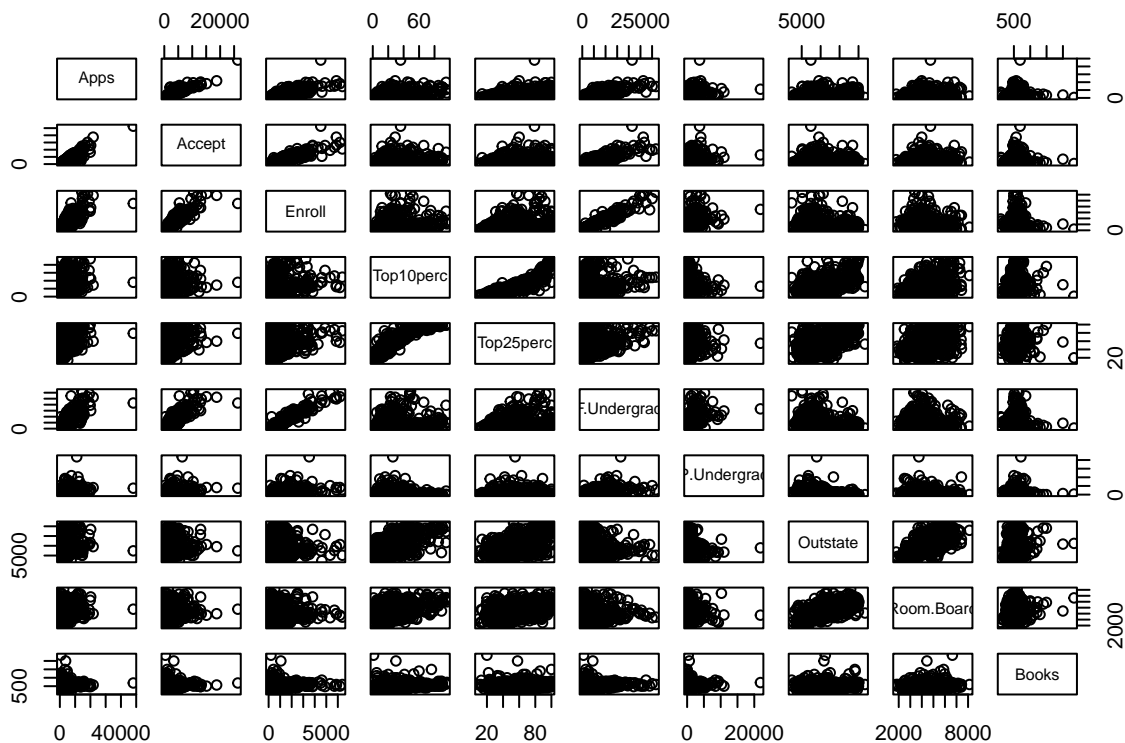 0 20000 0 60 0 25000 5000 500
Apps 0
0 Accept
Enroll 0
0 Top10perc
Top25perc 20
0 F.Undergrad
P.Undergrad 0
5000 Outstate
Room.Board 2000
500 Books
0 40000 0 5000 20 80 0 20000 2000 8000